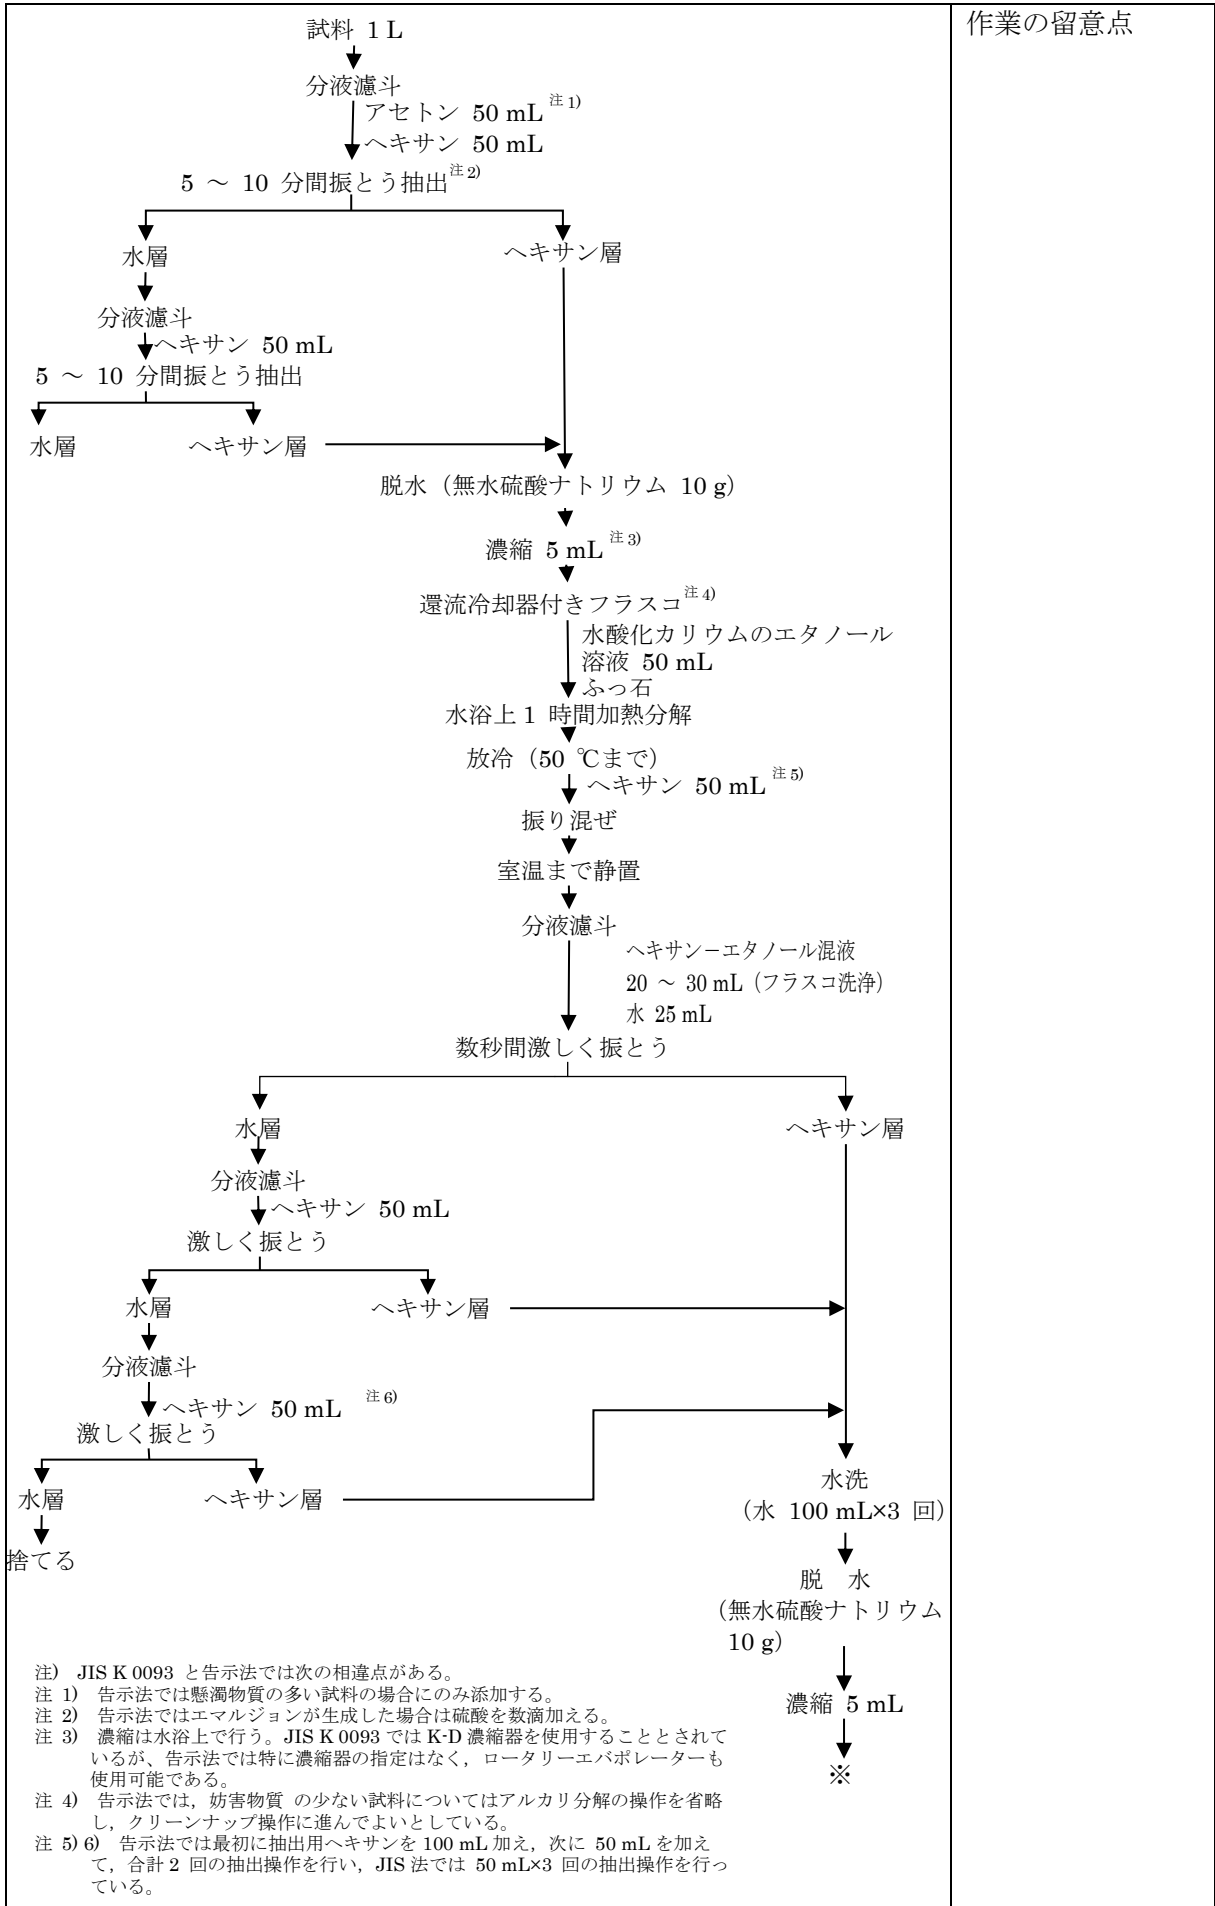 作業の留意点
試料 1 L
分液濾斗
アセトン 50 mL 注1)
ヘキサン 50 mL
5 ～ 10 分間振とう抽出注2)
水層
ヘキサン層
分液濾斗
ヘキサン 50 mL
5 ～ 10 分間振とう抽出
水層
ヘキサン層
脱水（無水硫酸ナトリウム 10 g）
濃縮 5 mL 注3)
還流冷却器付きフラスコ注4)
水酸化カリウムのエタノール
溶液 50 mL
ふっ石
水浴上 1 時間加熱分解
放冷（50 ℃まで）
ヘキサン 50 mL 注5)
振り混ぜ
室温まで静置
分液濾斗
ヘキサン－エタノール混液
20 ～ 30 mL（フラスコ洗浄）
水 25 mL
数秒間激しく振とう
水層
ヘキサン層
分液濾斗
ヘキサン 50 mL
激しく振とう
水層
ヘキサン層
分液濾斗
ヘキサン 50 mL 注6)
激しく振とう
水層
ヘキサン層
捨てる
水洗
（水 100 mL×3 回）
脱 水
（無水硫酸ナトリウム
10 g）
濃縮 5 mL
※
注) JIS K 0093 と告示法では次の相違点がある。
注 1) 告示法では懸濁物質の多い試料の場合にのみ添加する。
注 2) 告示法ではエマルジョンが生成した場合は硫酸を数滴加える。
注 3) 濃縮は水浴上で行う。JIS K 0093 では K-D 濃縮器を使用することとされて
いるが、告示法では特に濃縮器の指定はなく，ロータリーエバポレーターも
使用可能である。
注 4) 告示法では，妨害物質 の少ない試料についてはアルカリ分解の操作を省略
し，クリーンナップ操作に進んでよいとしている。
注 5) 6) 告示法では最初に抽出用ヘキサンを 100 mL 加え，次に 50 mL を加え
て，合計 2 回の抽出操作を行い，JIS 法では 50 mL×3 回の抽出操作を行っ
ている。